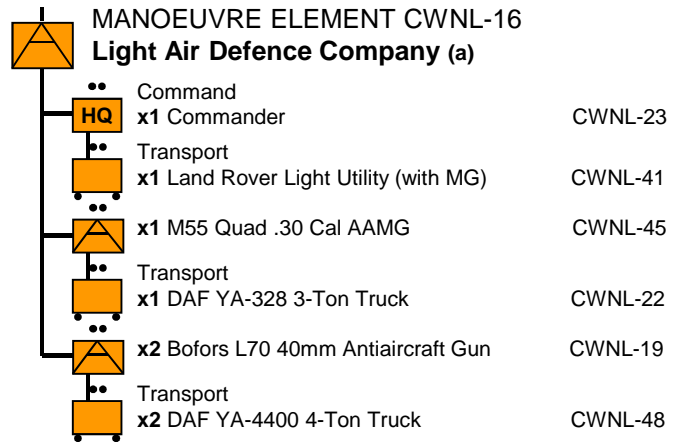 MANOEUVRE ELEMENT CWNL-16
Light Air Defence Company (a)
Command
HQ x1 Commander CWNL-23
Transport
x1 Land Rover Light Utility (with MG) CWNL-41
x1 M55 Quad .30 Cal AAMG CWNL-45
Transport
x1 DAF YA-328 3-Ton Truck CWNL-22
x2 Bofors L70 40mm Antiaircraft Gun CWNL-19
Transport
x2 DAF YA-4400 4-Ton Truck CWNL-48